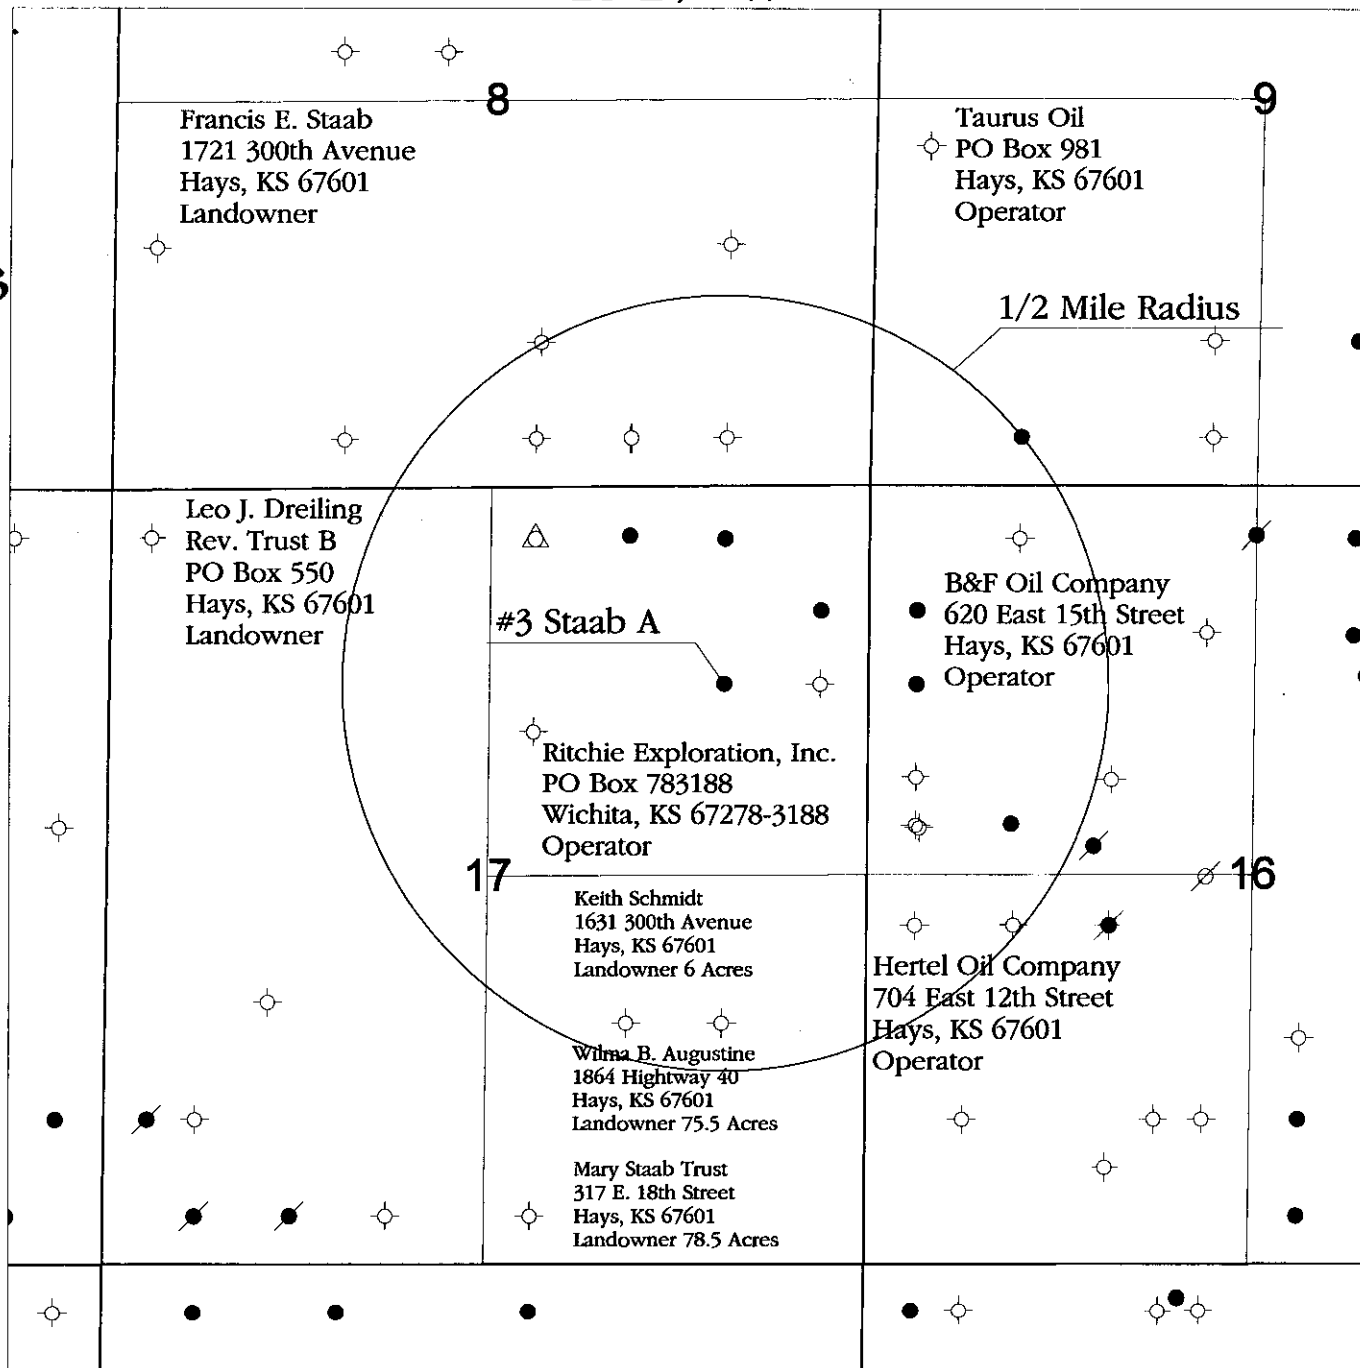 8
9
Francis E. Staab
1721 300th Avenue
Hays, KS 67601
Landowner
Taurus Oil
PO Box 981
Hays, KS 67601
Operator
1/2 Mile Radius
Leo J. Dreiling
Rev. Trust B
PO Box 550
Hays, KS 67601
Landowner
#3 Staab A
B&F Oil Company
620 East 15th Street
Hays, KS 67601
Operator
Ritchie Exploration, Inc.
PO Box 783188
Wichita, KS 67278-3188
Operator
17
16
Keith Schmidt
1631 300th Avenue
Hays, KS 67601
Landowner 6 Acres
Hertel Oil Company
704 East 12th Street
Hays, KS 67601
Operator
Wilma B. Augustine
1864 Hightway 40
Hays, KS 67601
Landowner 75.5 Acres
Mary Staab Trust
317 E. 18th Street
Hays, KS 67601
Landowner 78.5 Acres